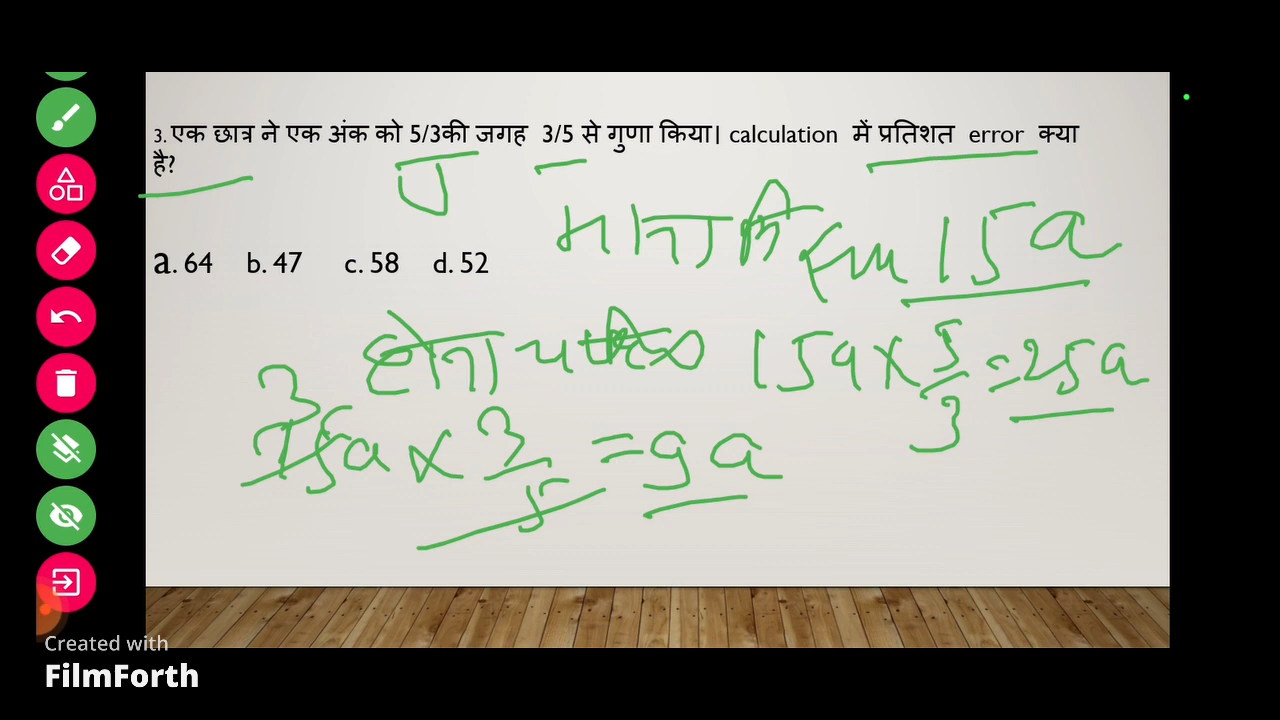 3. एक छात्र ने एक अंक को 5/3की जगह 3/5 से गुणा किया। calculation में प्रतिशत error क्या
है?
a. 64 b. 47 c. 58 d. 52
माना कि 15a
होना चाहिए 15a x 5/3 = 25a
3
15a x 3/5 = 9a
Created with
FilmForth